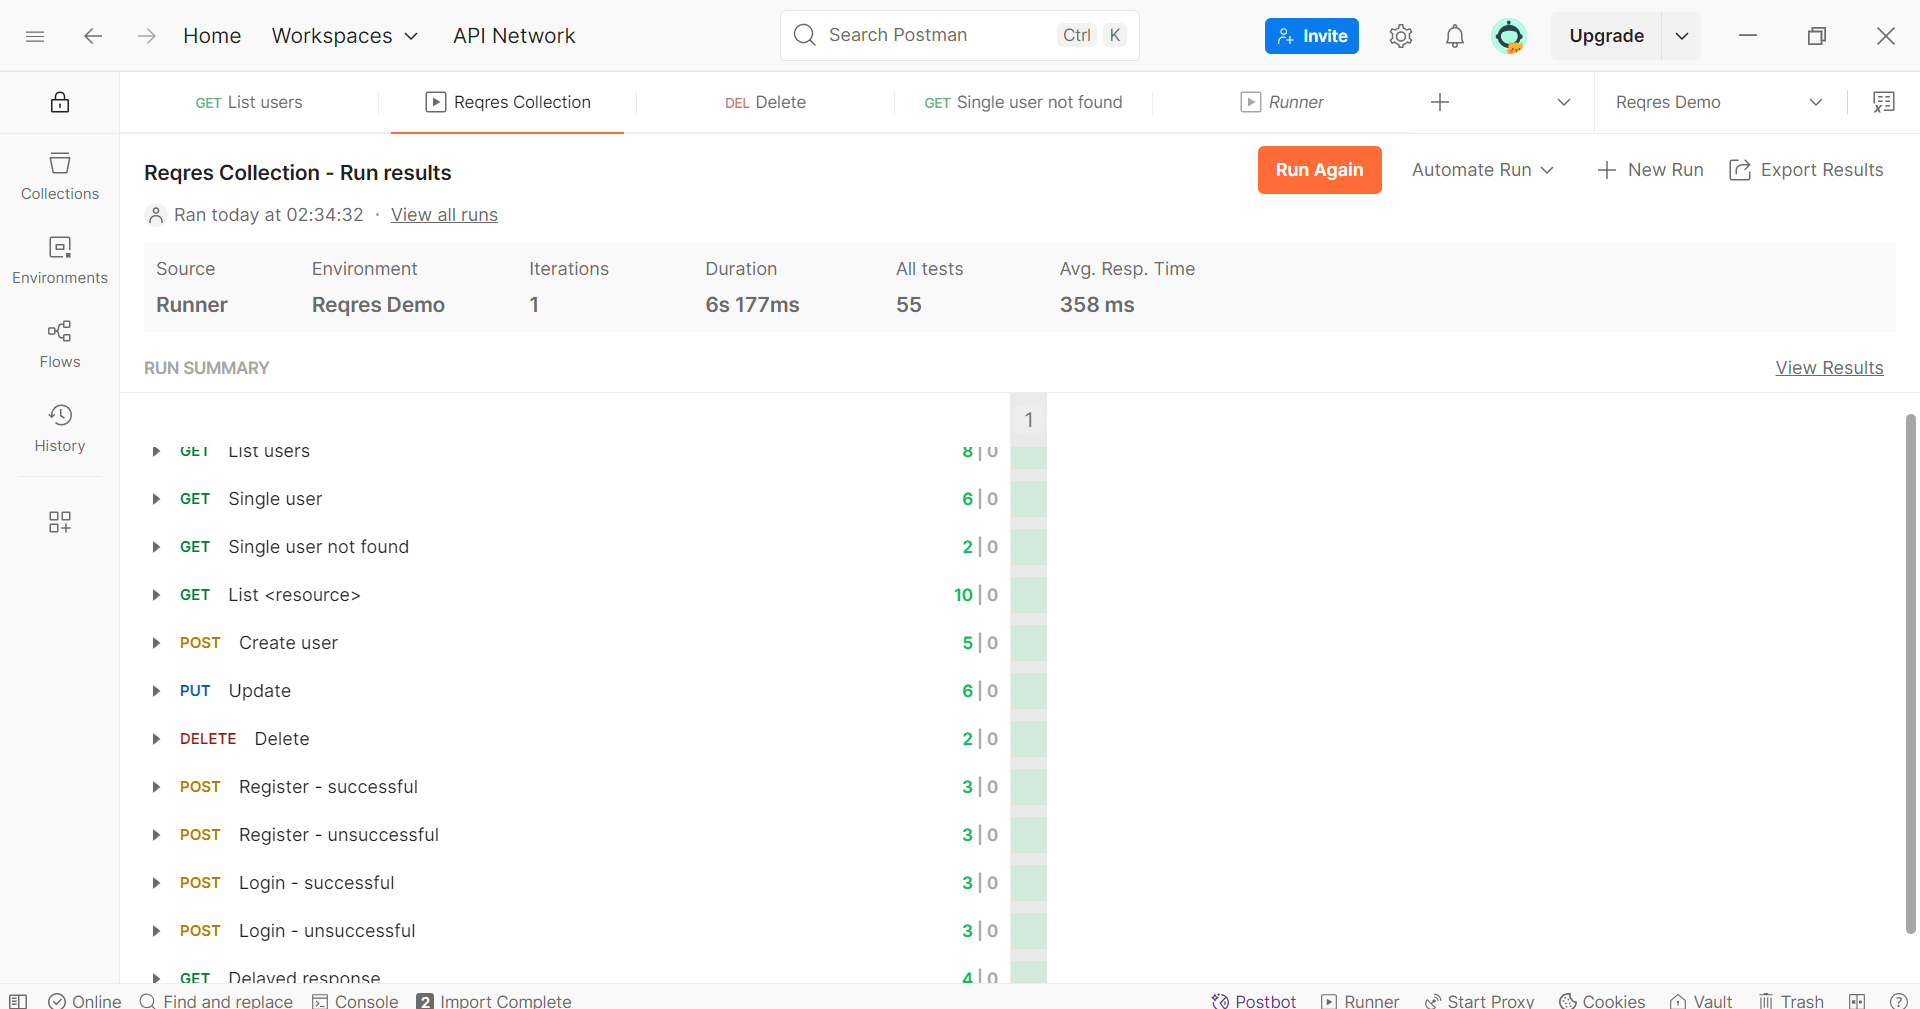 Home Workspaces API Network Search Postman Ctrl K Invite Upgrade
GET List users Reqres Collection DEL Delete GET Single user not found Runner Reqres Demo
Collections
Environments
Flows
History
Reqres Collection - Run results
Run Again Automate Run New Run Export Results
Ran today at 02:34:32 · View all runs
Source Environment Iterations Duration All tests Avg. Resp. Time
Runner Reqres Demo 1 6s 177ms 55 358 ms
RUN SUMMARY View Results
1
GET List users 8 | 0
GET Single user 6 | 0
GET Single user not found 2 | 0
GET List <resource> 10 | 0
POST Create user 5 | 0
PUT Update 6 | 0
DELETE Delete 2 | 0
POST Register - successful 3 | 0
POST Register - unsuccessful 3 | 0
POST Login - successful 3 | 0
POST Login - unsuccessful 3 | 0
GET Delayed response 4 | 0
Online Find and replace Console 2 Import Complete Postbot Runner Start Proxy Cookies Vault Trash